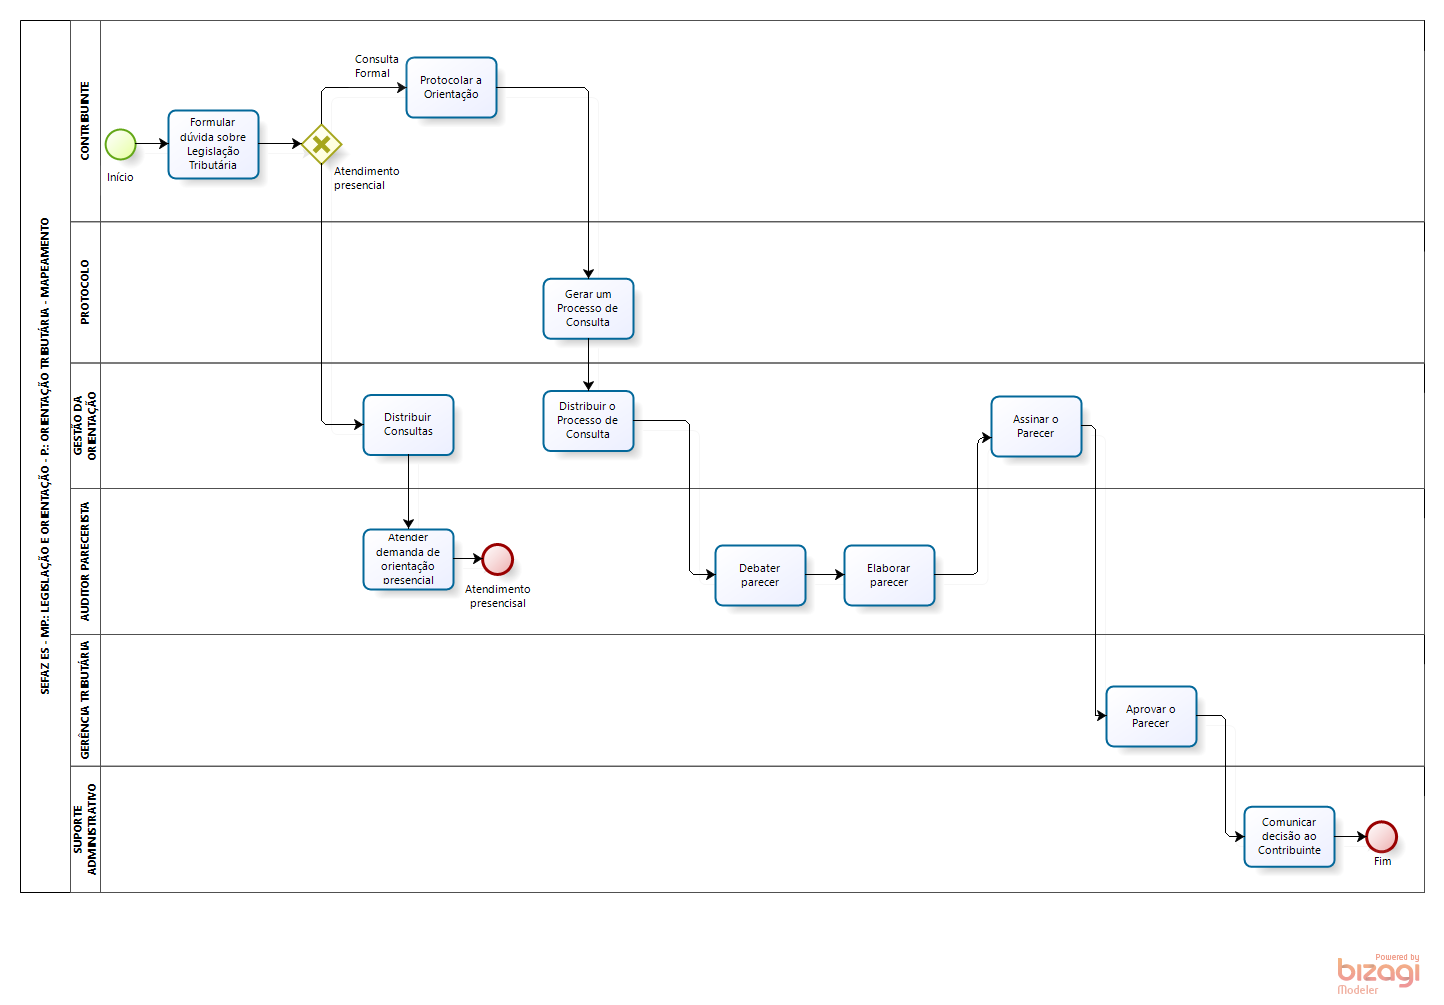 SEFAZ ES - MP.: LEGISLAÇÃO E ORIENTAÇÃO - P.: ORIENTAÇÃO TRIBUTÁRIA - MAPEAMENTO
CONTRIBUINTE
Início
Formular
dúvida sobre
Legislação
Tributária
Consulta
Formal
Atendimento
presencial
Protocolar a
Orientação
PROTOCOLO
Gerar um
Processo de
Consulta
GESTÃO DA
ORIENTAÇÃO
Distribuir
Consultas
Distribuir o
Processo de
Consulta
Assinar o
Parecer
AUDITOR PARECERISTA
Atender
demanda de
orientação
presencial
Atendimento
presencisal
Debater
parecer
Elaborar
parecer
GERÊNCIA TRIBUTÁRIA
Aprovar o
Parecer
SUPORTE
ADMINISTRATIVO
Comunicar
decisão ao
Contribuinte
Fim
Powered by
bizagi
Modeler